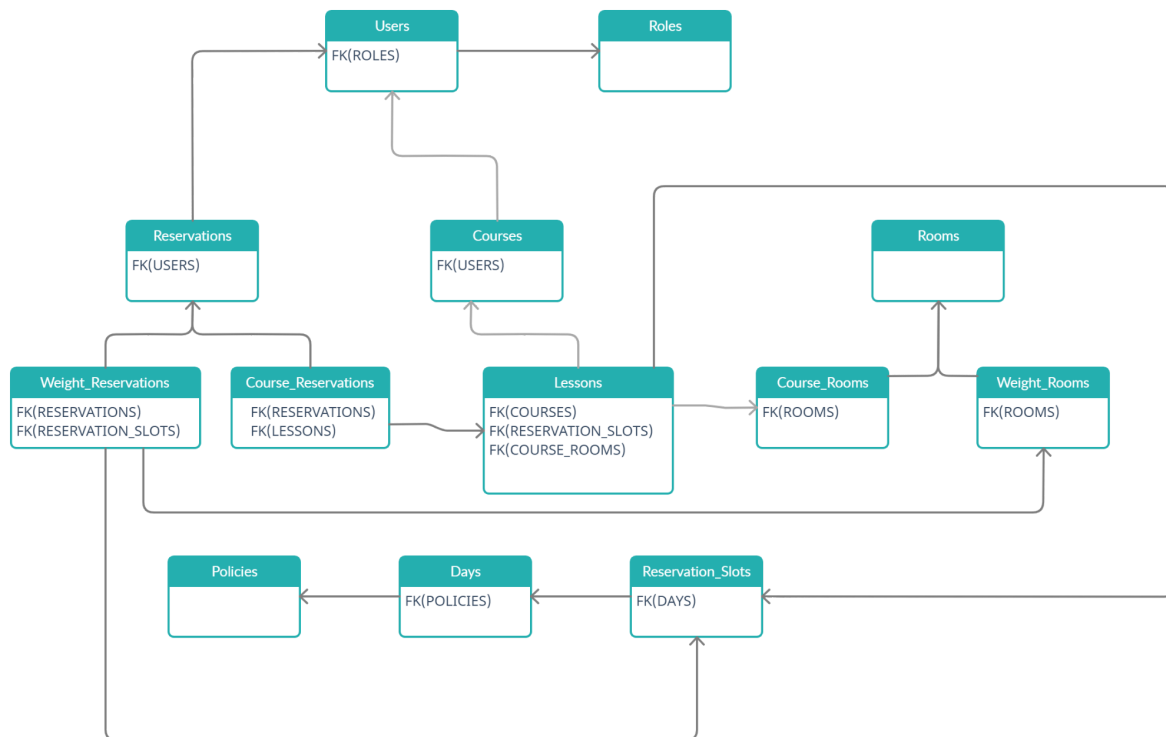 Users
FK(ROLES)
Roles
Reservations
FK(USERS)
Courses
FK(USERS)
Rooms
Weight_Reservations
FK(RESERVATIONS)
FK(RESERVATION_SLOTS)
Course_Reservations
FK(RESERVATIONS)
FK(LESSONS)
Lessons
FK(COURSES)
FK(RESERVATION_SLOTS)
FK(COURSE_ROOMS)
Course_Rooms
FK(ROOMS)
Weight_Rooms
FK(ROOMS)
Policies
Days
FK(POLICIES)
Reservation_Slots
FK(DAYS)